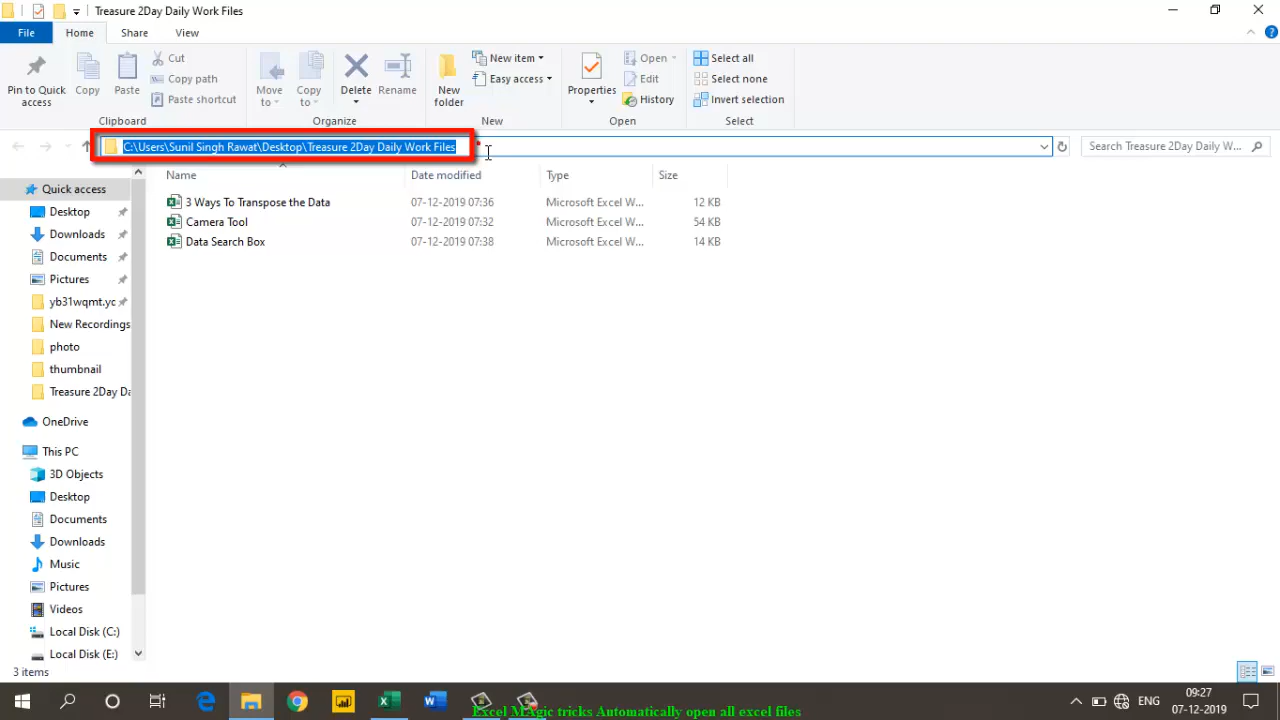 Treasure 2Day Daily Work Files
File Home Share View
Pin to Quick access
Copy
Paste
Cut
Copy path
Paste shortcut
Clipboard
Move to
Copy to
Delete
Rename
Organize
New folder
New item
Easy access
New
Properties
Open
Edit
History
Open
Select all
Select none
Invert selection
Select
C:\Users\Sunil Singh Rawat\Desktop\Treasure 2Day Daily Work Files
Search Treasure 2Day Daily W...
Name Date modified Type Size
3 Ways To Transpose the Data 07-12-2019 07:36 Microsoft Excel W... 12 KB
Camera Tool 07-12-2019 07:32 Microsoft Excel W... 54 KB
Data Search Box 07-12-2019 07:38 Microsoft Excel W... 14 KB
Quick access
Desktop
Downloads
Documents
Pictures
yb31wqmt.yc
New Recordings
photo
thumbnail
Treasure 2Day Da
OneDrive
This PC
3D Objects
Desktop
Documents
Downloads
Music
Pictures
Videos
Local Disk (C:)
Local Disk (E:)
3 items
ENG
09:27
07-12-2019
Excel MAgic tricks Automatically open all excel files